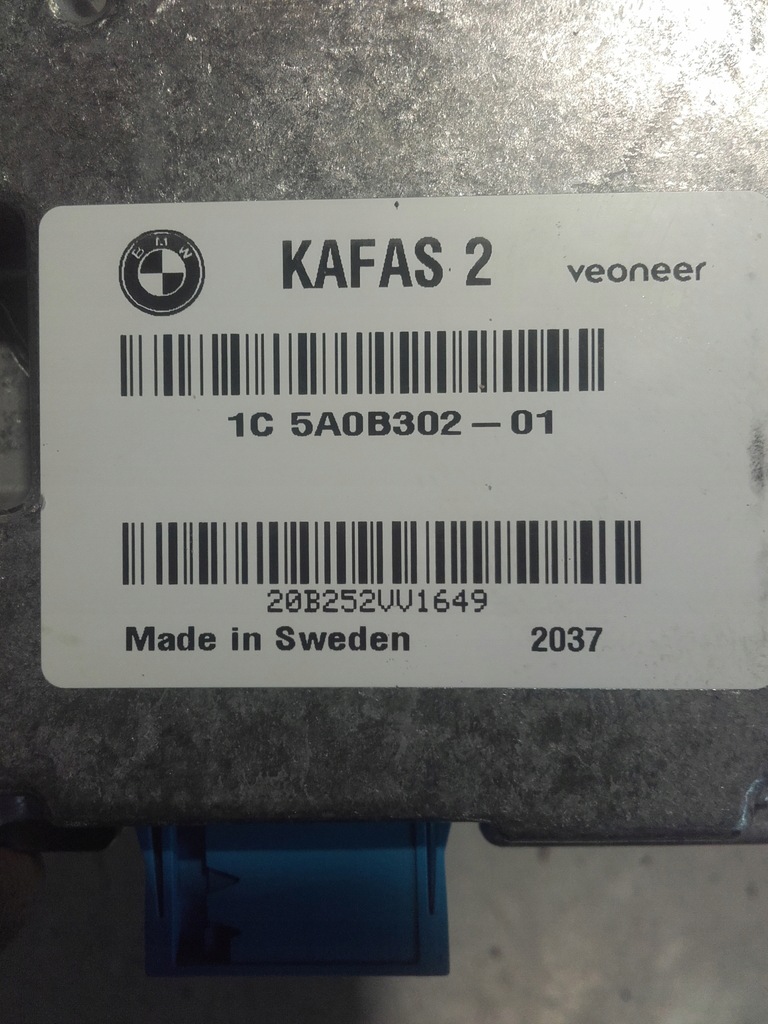 BMW KAFAS 2 veoneer
1C 5A0B302-01
20B252VV1649
Made in Sweden 2037